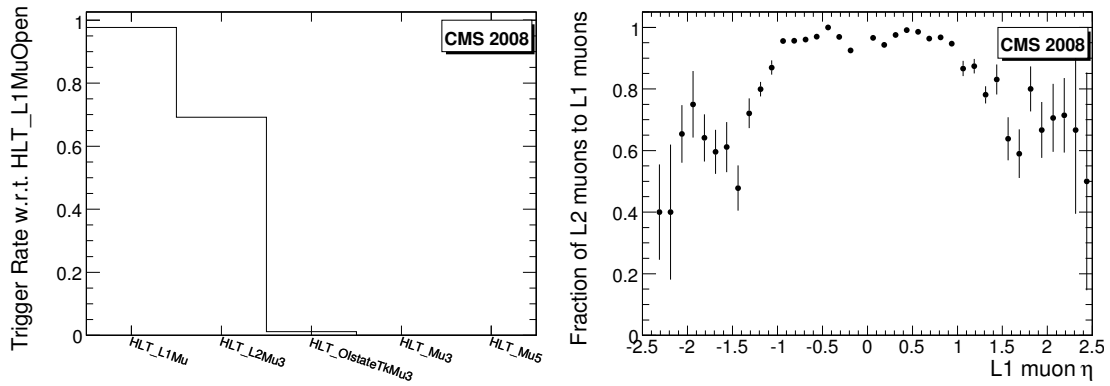 Trigger Rate w.r.t. HLT_L1MuOpen
1
0.8
0.6
0.4
0.2
0
CMS 2008
HLT_L1Mu
HLT_L2Mu3
HLT_OIstateTkMu3
HLT_Mu3
HLT_Mu5
Fraction of L2 muons to L1 muons
1
0.8
0.6
0.4
0.2
0
CMS 2008
-2.5 -2 -1.5 -1 -0.5 0 0.5 1 1.5 2 2.5
L1 muon η